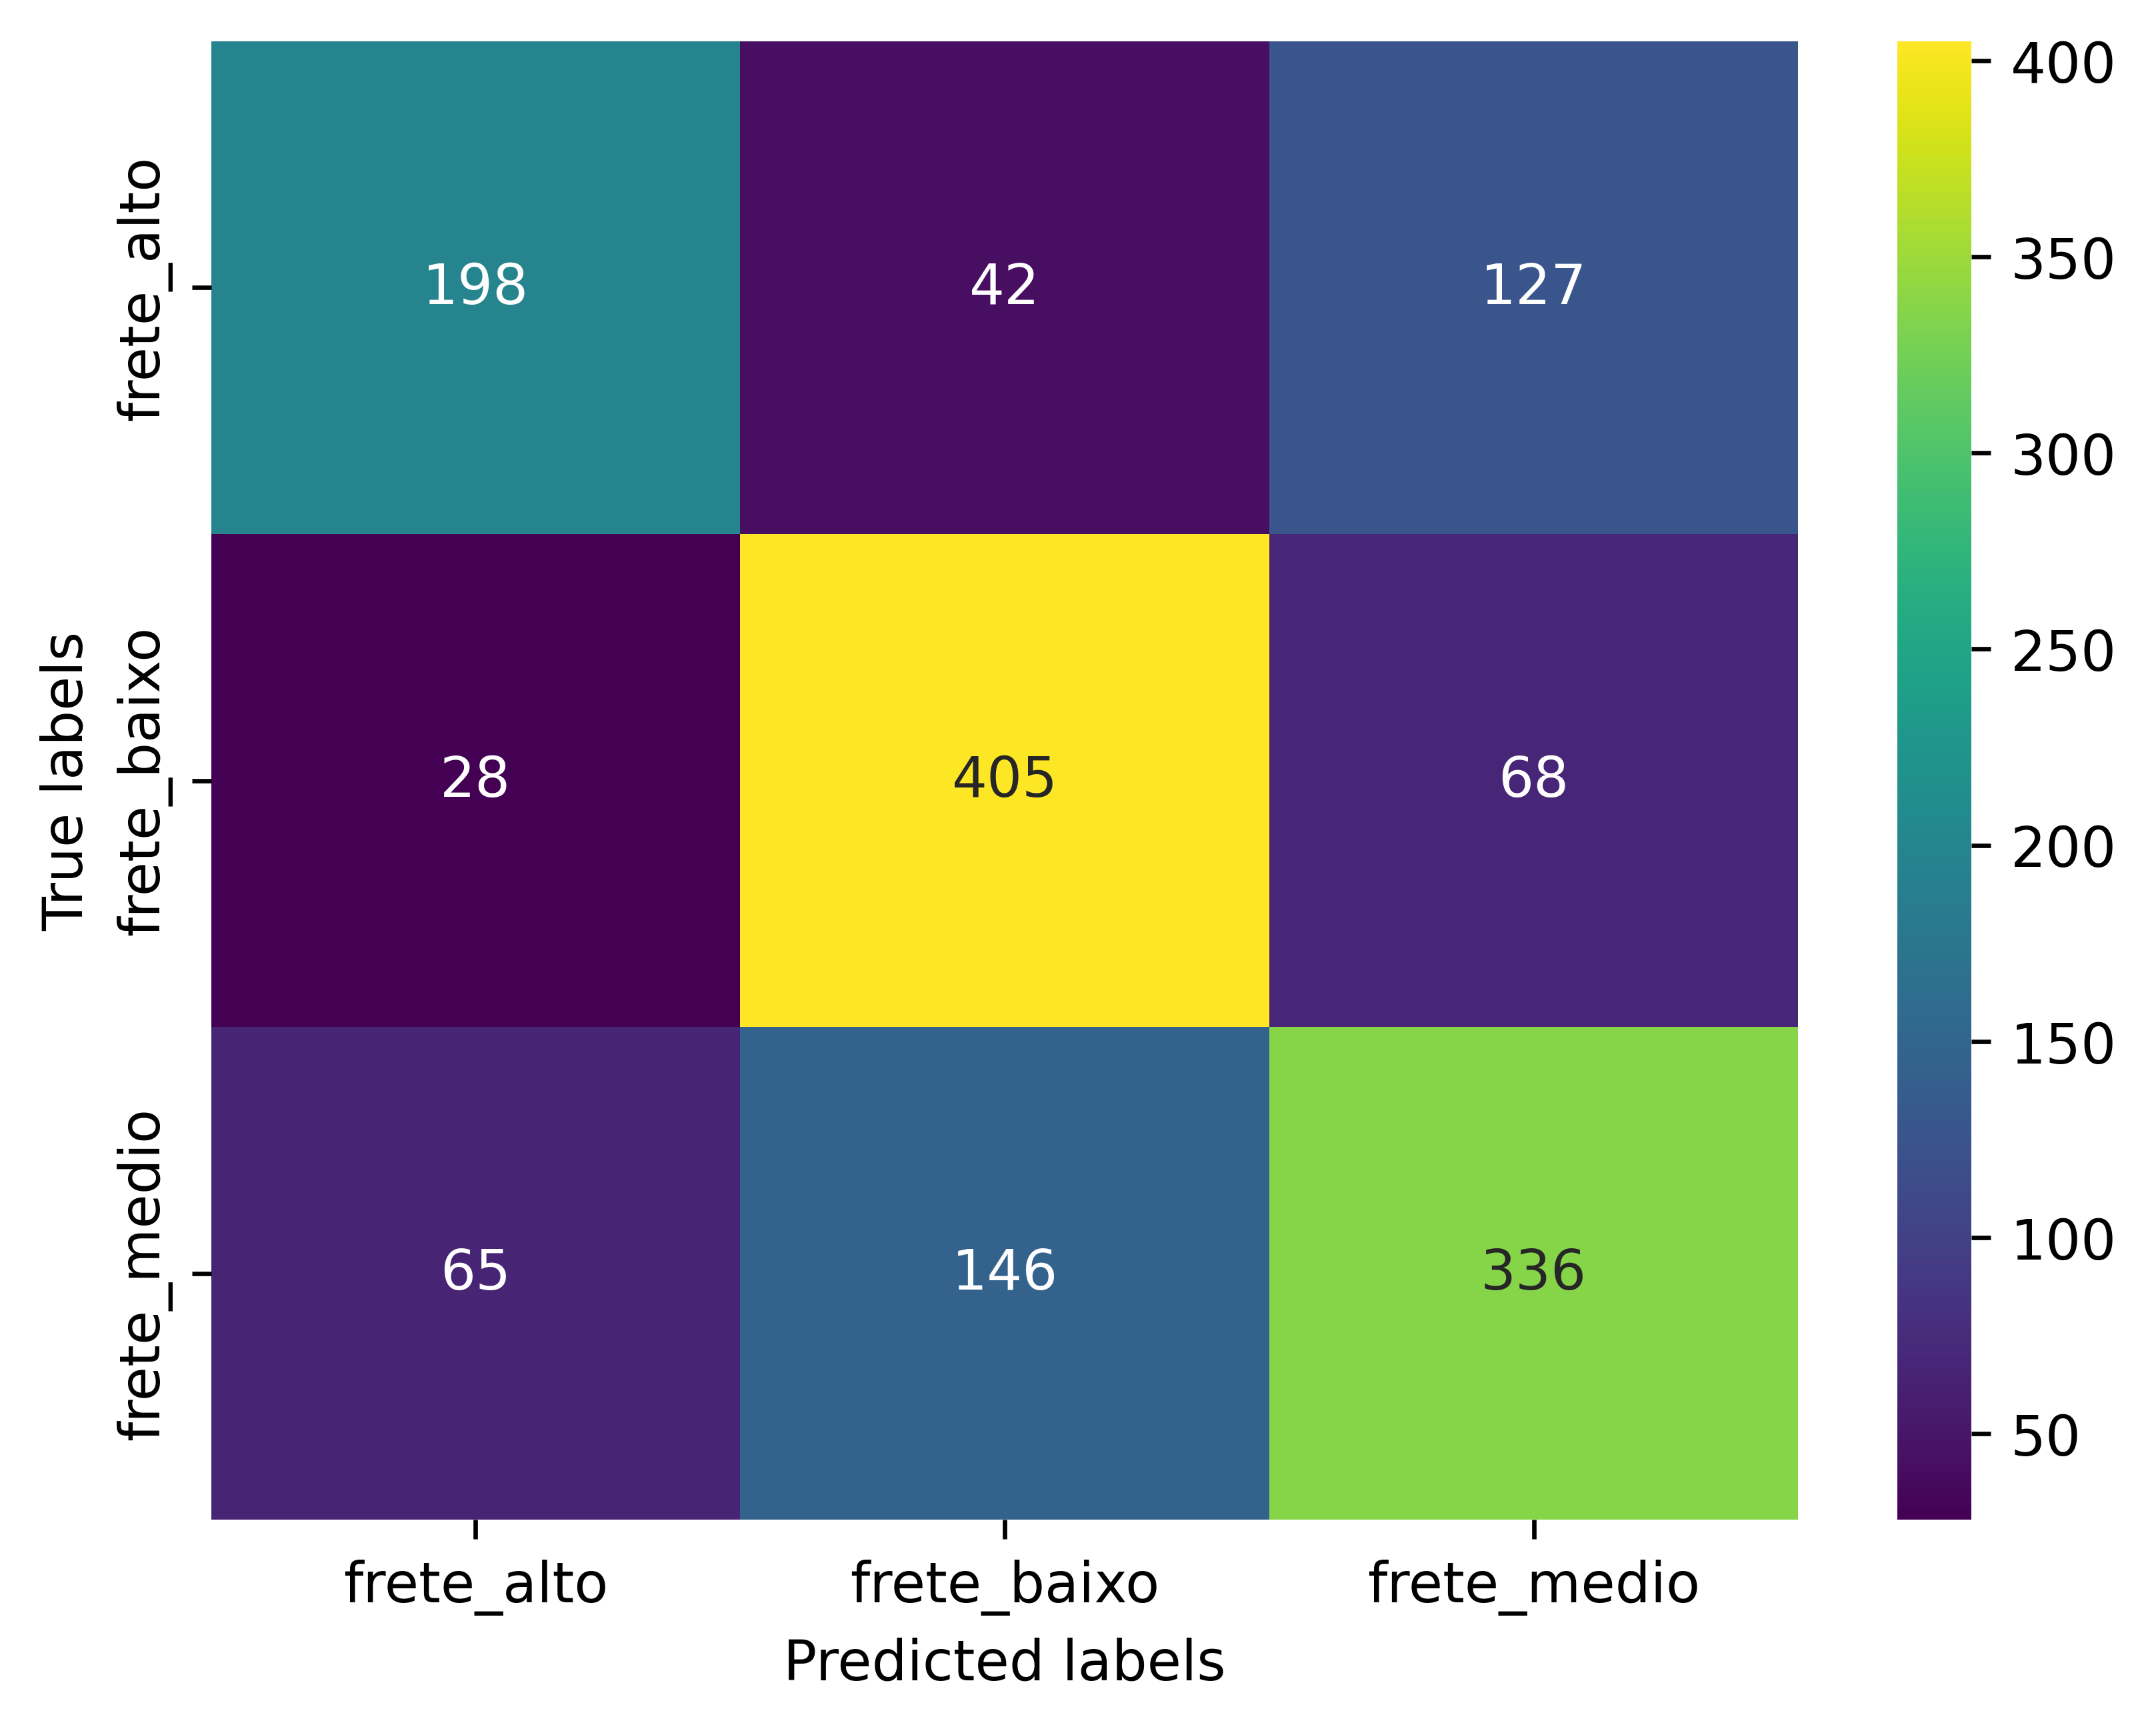 True labels
frete_alto
frete_baixo
frete_medio
198 42 127
28 405 68
65 146 336
frete_alto frete_baixo frete_medio
Predicted labels
400
350
300
250
200
150
100
50